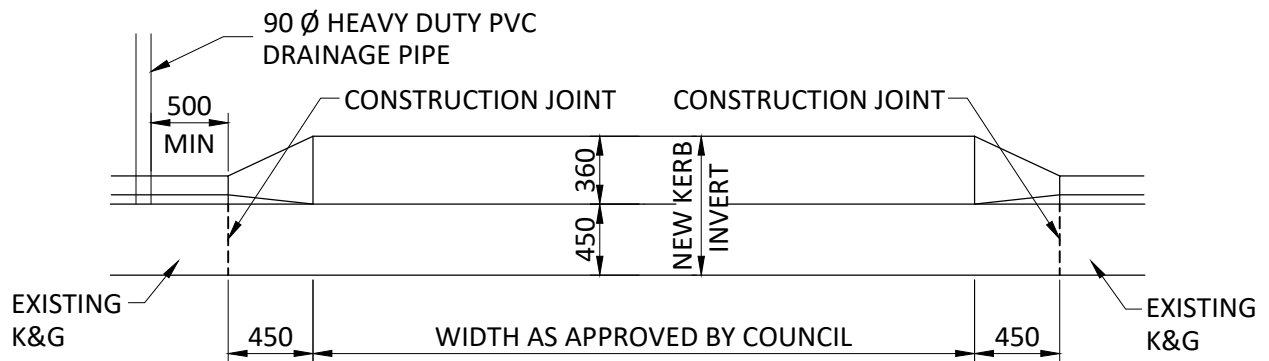 90 Ø HEAVY DUTY PVC
DRAINAGE PIPE
CONSTRUCTION JOINT
CONSTRUCTION JOINT
500
MIN
360
450
NEW KERB
INVERT
EXISTING
K&G
450
WIDTH AS APPROVED BY COUNCIL
450
EXISTING
K&G